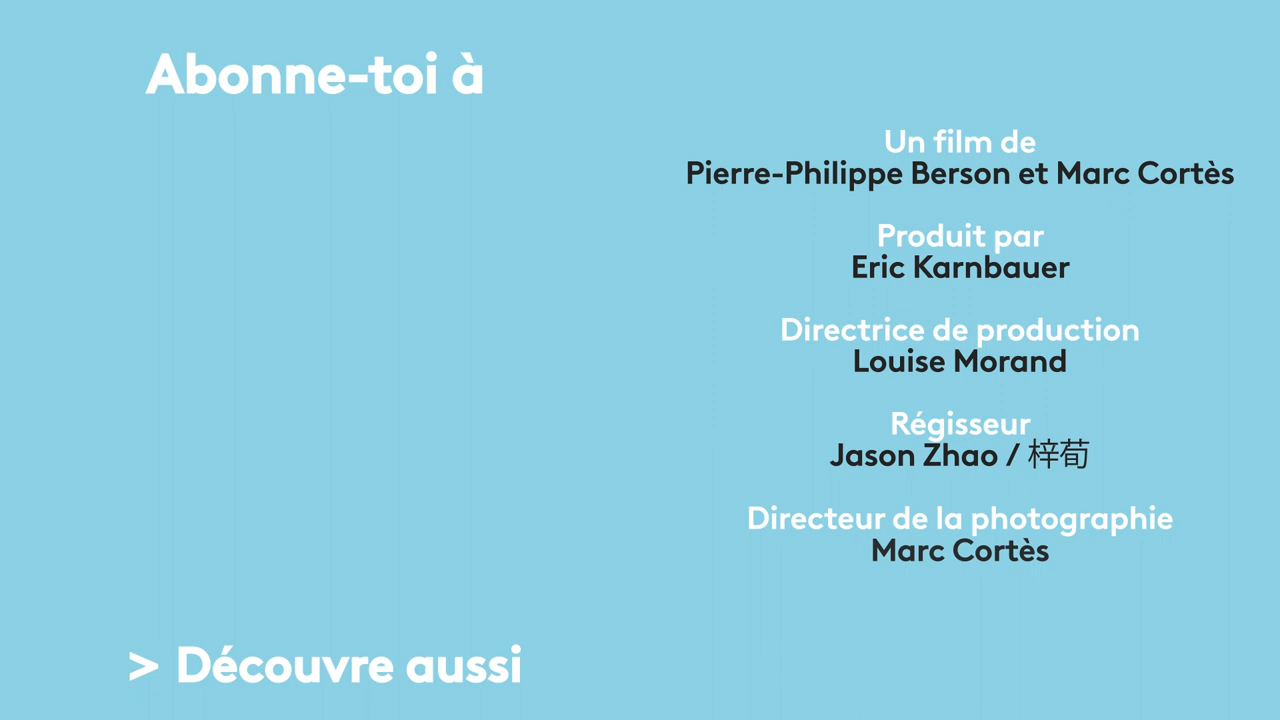 Abonne-toi à
Un film de
Pierre-Philippe Berson et Marc Cortès
Produit par
Eric Karnbauer
Directrice de production
Louise Morand
Régisseur
Jason Zhao / 梓荀
Directeur de la photographie
Marc Cortès
> Découvre aussi